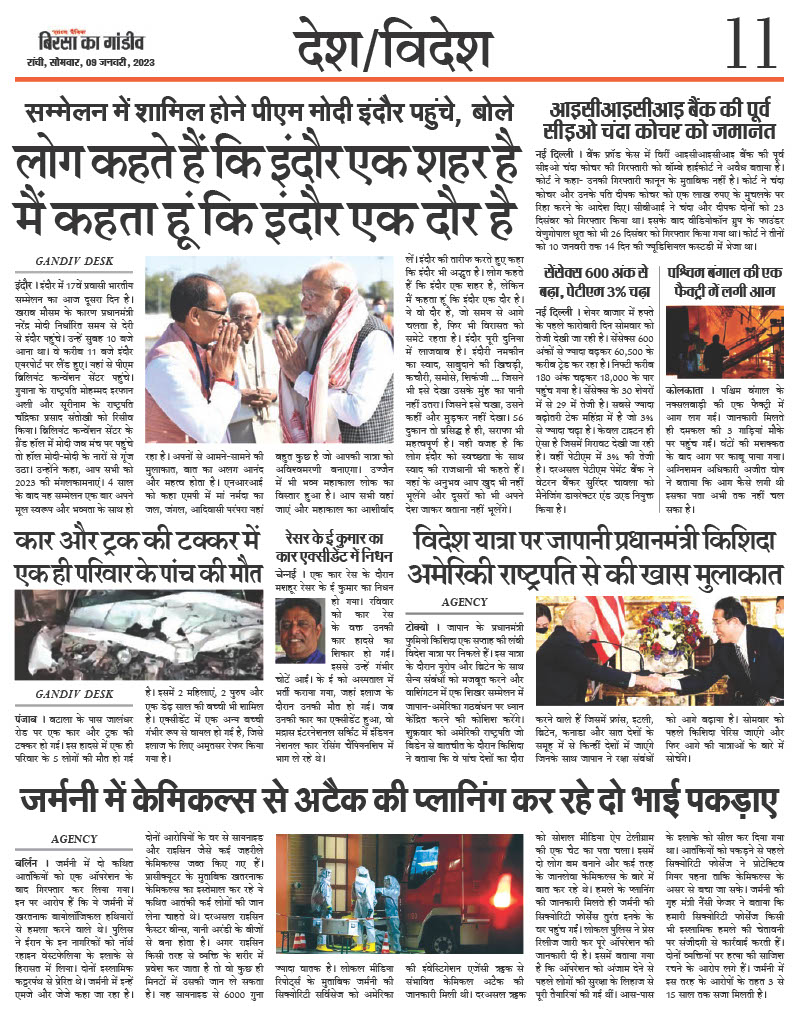 प्रभात दैनिक
बिरसा का गांडीव
रांची, सोमवार, 09 जनवरी, 2023
देश/विदेश
11
सम्मेलन में शामिल होने पीएम मोदी इंदौर पहुंचे, बोले
लोग कहते हैं कि इंदौर एक शहर है
मैं कहता हूं कि इंदौर एक दौर है
GANDIV DESK
इंदौर । इंदौर में 17वें प्रवासी भारतीय
सम्मेलन का आज दूसरा दिन है।
खराब मौसम के कारण प्रधानमंत्री
नरेंद्र मोदी निर्धारित समय से देरी
से इंदौर पहुंचे। उन्हें सुबह 10 बजे
आना था। वे करीब 11 बजे इंदौर
एयरपोर्ट पर लैंड हुए। यहां से पीएम
ब्रिलियंट कन्वेंशन सेंटर पहुंचे।
गुयाना के राष्ट्रपति मोहम्मद इरफान
अली और सूरीनाम के राष्ट्रपति
चंद्रिका प्रसाद संतोखी को रिसीव
किया। ब्रिलियंट कन्वेंशन सेंटर के
ग्रैंड हॉल में मोदी जब मंच पर पहुंचे
तो हॉल मोदी-मोदी के नारों से गूंज
उठा। उन्होंने कहा, आप सभी को
2023 की मंगलकामनाएं। 4 साल
के बाद यह सम्मेलन एक बार अपने
मूल स्वरूप और भव्यता के साथ हो
रहा है। अपनों से आमने-सामने की
मुलाकात, बात का अलग आनंद
और महत्व होता है। एनआरआई
को कहा एमपी में मां नर्मदा का
जल, जंगल, आदिवासी परंपरा यहां
बहुत कुछ है जो आपकी यात्रा को
अविस्मरणी बनाएगा। उज्जैन
में भी भव्य महाकाल लोक का
विस्तार हुआ है। आप सभी वहां
जाएं और महाकाल का आशीर्वाद
लें। इंदौर की तारीफ करते हुए कहा
कि इंदौर भी अद्भुत है। लोग कहते
हैं कि इंदौर एक शहर है, लेकिन
मैं कहता हूं कि इंदौर एक दौर है।
ये वो दौर है, जो समय से आगे
चलता है, फिर भी विरासत को
समेटे रहता है। इंदौर पूरी दुनिया
में लाजवाब है। इंदौरी नमकीन
का स्वाद, साबुदाने की खिचड़ी,
कचौरी, समोसे, शिकंजी ... जिसने
भी इसे देखा उसके मुंह का पानी
नहीं उतरा। जिसने इसे चखा, उसने
कहीं और मुड़कर नहीं देखा। 56
दुकान तो प्रसिद्ध है ही, सराफा भी
महत्वपूर्ण है। यही वजह है कि
लोग इंदौर को स्वच्छता के साथ
स्वाद की राजधानी भी कहते हैं।
यहां के अनुभव आप खुद भी नहीं
भूलेंगे और दूसरों को भी अपने
देश जाकर बताना नहीं भूलेंगे।
आइसीआइसीआइ बैंक की पूर्व
सीइओ चंदा कोचर को जमानत
नई दिल्ली । बैंक फ्रॉड केस में घिरीं आइसीआइसीआइ बैंक की पूर्व
सीइओ चंदा कोचर की गिरफ्तारी को बॉम्बे हाईकोर्ट ने अवैध बताया है।
कोर्ट ने कहा- उनकी गिरफ्तारी कानून के मुताबिक नहीं है। कोर्ट ने चंदा
कोचर और उनके पति दीपक कोचर को एक लाख रुपए के मुचलके पर
रिहा करने के आदेश दिए। सीबीआई ने चंदा और दीपक दोनों को 23
दिसंबर को गिरफ्तार किया था। इसके बाद वीडियोकॉन ग्रुप के फाउंडर
वेणुगोपाल धूत को भी 26 दिसंबर को गिरफ्तार किया गया था। कोर्ट ने तीनों
को 10 जनवरी तक 14 दिन की ज्यूडिशियल कस्टडी में भेजा था।
सेंसेक्स 600 अंक से
बढ़ा, पेटीएम 3% चढ़ा
नई दिल्ली । शेयर बाजार में हफ्ते
के पहले कारोबारी दिन सोमवार को
तेजी देखी जा रही है। सेंसेक्स 600
अंकों से ज्यादा बढ़कर 60,500 के
करीब ट्रेड कर रहा है। निफ्टी करीब
180 अंक चढ़कर 18,000 के पार
पहुंच गया है। सेंसेक्स के 30 शेयरों
में से 29 में तेजी है। सबसे ज्यादा
बढ़ोतरी टेक महिंद्रा में है जो 3%
से ज्यादा चढ़ा है। केवल टाइटन ही
ऐसा है जिसमें गिरावट देखी जा रही
है। वहीं पेटीएम में 3% की तेजी
है। दरअसल पेटीएम पेमेंट बैंक ने
वेटरन बैंकर सुरिंदर चावला को
मैनेजिंग डायरेक्टर एंड उएड नियुक्त
किया है।
पश्चिम बंगाल की एक
फैक्ट्री में लगी आग
कोलकाता । पश्चिम बंगाल के
नक्सलबाड़ी की एक फैक्ट्री में
आग लग गई। जानकारी मिलते
ही दमकल की 3 गाड़ियां मौके
पर पहुंच गईं। घंटों की मशक्कत
के बाद आग पर काबू पाया गया।
अग्निशमन अधिकारी अजीत घोष
ने बताया कि आग कैसे लगी थी
इसका पता अभी तक नहीं चल
सका है।
कार और ट्रक की टक्कर में
एक ही परिवार के पांच की मौत
GANDIV DESK
पंजाब । बटाला के पास जालंधर
रोड पर एक कार और ट्रक की
टक्कर हो गई। इस हादसे में एक ही
परिवार के 5 लोगों की मौत हो गई
है। इसमें 2 महिलाएं, 2 पुरुष और
एक डेढ़ साल की बच्ची भी शामिल
है। एक्सीडेंट में एक अन्य बच्ची
गंभीर रूप से घायल हो गई है, जिसे
इलाज के लिए अमृतसर रेफर किया
गया है।
रेसर के ई कुमार का
कार एक्सीडेंट में निधन
चेन्नई । एक कार रेस के दौरान
मशहूर रेसर के ई कुमार का निधन
हो गया। रविवार
को कार रेस
के वक्त उनकी
कार हादसे का
शिकार हो गई।
इससे उन्हें गंभीर
चोटें आईं। के ई को अस्पताल में
भर्ती कराया गया, जहां इलाज के
दौरान उनकी मौत हो गई। जब
उनकी कार का एक्सीडेंट हुआ, वो
मद्रास इंटरनेशनल सर्किट में इंडियन
नेशनल कार रेसिंग चैंपियनशिप में
भाग ले रहे थे।
विदेश यात्रा पर जापानी प्रधानमंत्री किशिदा
अमेरिकी राष्ट्रपति से की खास मुलाकात
AGENCY
टोक्यो । जापान के प्रधानमंत्री
फुमियो किशिदा एक सप्ताह की लंबी
विदेश यात्रा पर निकले हैं। इस यात्रा
के दौरान यूरोप और ब्रिटेन के साथ
सैन्य संबंधों को मजबूत करने और
वाशिंगटन में एक शिखर सम्मेलन में
जापान-अमेरिका गठबंधन पर ध्यान
केंद्रित करने की कोशिश करेंगे।
शुक्रवार को अमेरिकी राष्ट्रपति जो
बिडेन से बातचीत के दौरान किशिदा
ने बताया कि वे पांच देशों का दौरा
करने वाले हैं जिसमें फ्रांस, इटली,
ब्रिटेन, कनाडा और सात देशों के
समूह में से किन्हीं देशों में जाएंगे
जिनके साथ जापान ने रक्षा संबंधों
को आगे बढ़ाया है। सोमवार को
पहले किशिदा पेरिस जाएंगे और
फिर आगे की यात्राओं के बारे में
सोचेंगे।
जर्मनी में केमिकल्स से अटैक की प्लानिंग कर रहे दो भाई पकड़ाए
AGENCY
बर्लिन । जर्मनी में दो कथित
आतंकियों को एक ऑपरेशन के
बाद गिरफ्तार कर लिया गया।
इन पर आरोप हैं कि ये जर्मनी में
खतरनाक बायोलॉजिकल हथियारों
से हमला करने वाले थे। पुलिस
ने ईरान के इन नागरिकों को नॉर्थ
रहाइन वेस्टफेलिया के इलाके से
हिरासत में लिया। दोनों इस्लामिक
कट्टरपंथ से प्रेरित थे। जर्मनी में इन्हें
एमजे और जेजे कहा जा रहा है।
दोनों आरोपियों के घर से सायनाइड
और राइसिन जैसे कई जहरीले
केमिकल्स जब्त किए गए हैं।
प्रासीक्यूटर के मुताबिक खतरनाक
केमिकल्स का इस्तेमाल कर रहे ये
कथित आतंकी कई लोगों की जान
लेना चाहते थे। दरअसल राइसिन
कैस्टर बीन्स, यानी अरंडी के बीजों
से बना होता है। अगर राइसिन
किसी तरह से व्यक्ति के शरीर में
प्रवेश कर जाता है तो वो कुछ ही
मिनटों में उसकी जान ले सकता
है। यह सायनाइड से 6000 गुना
ज्यादा घातक है। लोकल मीडिया
रिपोर्ट्स के मुताबिक जर्मनी की
सिक्योरिटी सर्विसेज को अमेरिका
की इंवेस्टिगेशन एजेंसी ऋक से
संभावित केमिकल अटैक की
जानकारी मिली थी। दरअसल ऋक
को सोशल मीडिया ऐप टेलीग्राम
की एक चैट का पता चला। इसमें
दो लोग बम बनाने और कई तरह
के जानलेवा केमिकल्स के बारे में
बात कर रहे थे। हमले के प्लानिंग
की जानकारी मिलते ही जर्मनी की
सिक्योरिटी फोर्सेस तुरंत इनके के
घर पहुंच गईं। लोकल पुलिस ने प्रेस
रिलीज जारी कर पूरे ऑपरेशन की
जानकारी दी है। इसमें बताया गया
है कि ऑपरेशन को अंजाम देने से
पहले लोगों की सुरक्षा के लिहाज से
पूरी तैयारियां की गईं थीं। आस-पास
के इलाके को सील कर दिया गया
था। आतंकियों को पकड़ने से पहले
सिक्योरिटी फोर्सेज ने प्रोटेक्टिव
गियर पहना ताकि केमिकल्स के
असर से बचा जा सके। जर्मनी की
गृह मंत्री नैंसी फेजर ने बताया कि
हमारी सिक्योरिटी फोर्सेज किसी
भी इस्लामिक हमले की चेतावनी
पर संजीदगी से कार्रवाई करती हैं।
दोनों व्यक्तियों पर हत्या की साजिश
रचने के आरोप लगे हैं। जर्मनी में
इस तरह के आरोपों के तहत 3 से
15 साल तक सजा मिलती है।